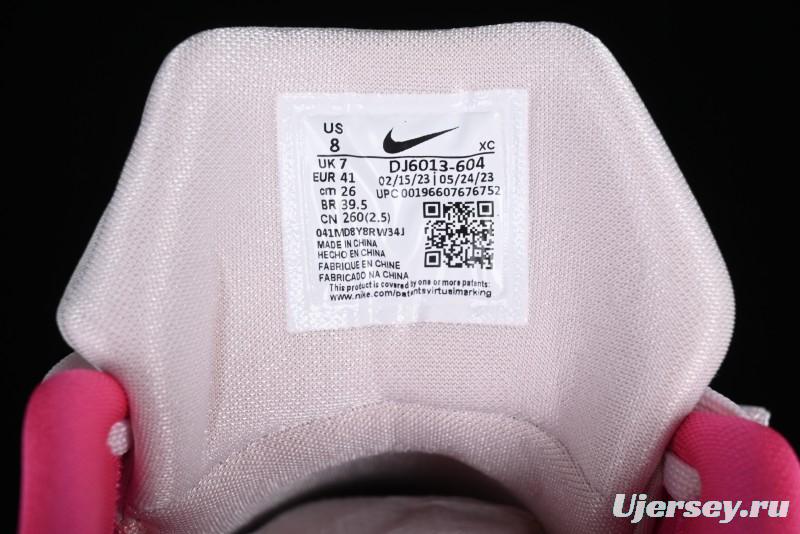 US
8
XC
UK 7
DJ6013-604
EUR 41
02/15/23 | 05/24/23
cm 26
UPC 00196607676752
BR 39.5
CN 260(2.5)
041MD8Y8RW34J
MADE IN CHINA
HECHO EN CHINA
FABRIQUE EN CHINE
FABRICADO NA CHINA
This product is covered by one or more patents:
www.nike.com/patentsvirtualmarking
Ujersey.ru